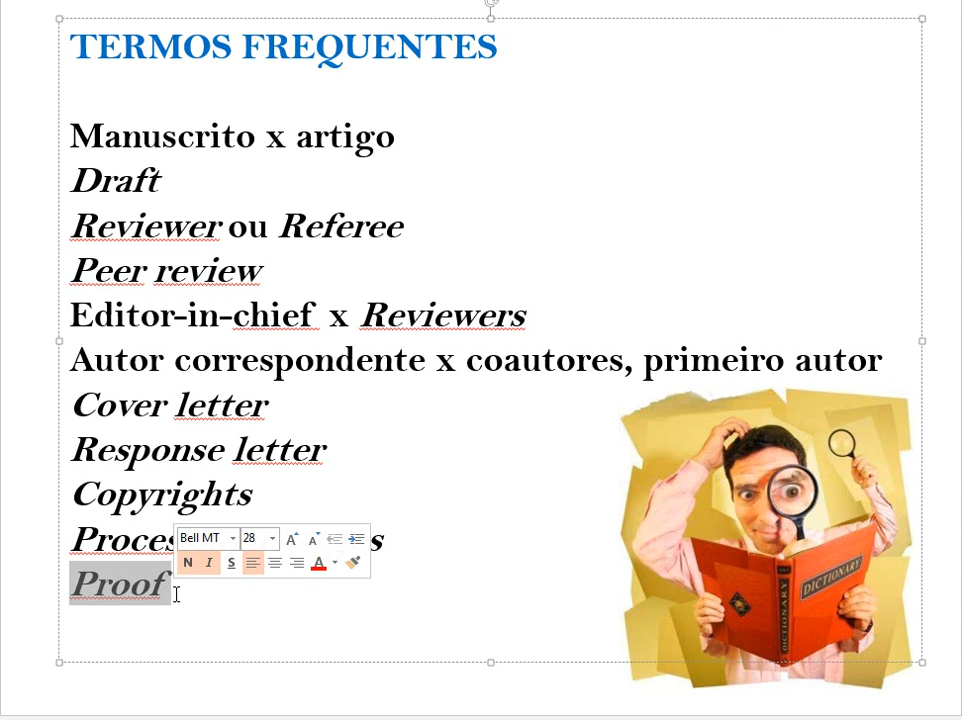 TERMOS FREQUENTES
Manuscrito x artigo
Draft
Reviewer ou Referee
Peer review
Editor-in-chief x Reviewers
Autor correspondente x coautores, primeiro autor
Cover letter
Response letter
Copyrights
Bell MT 28
N I S A
Proof
DICTIONARY
DICTIONARY